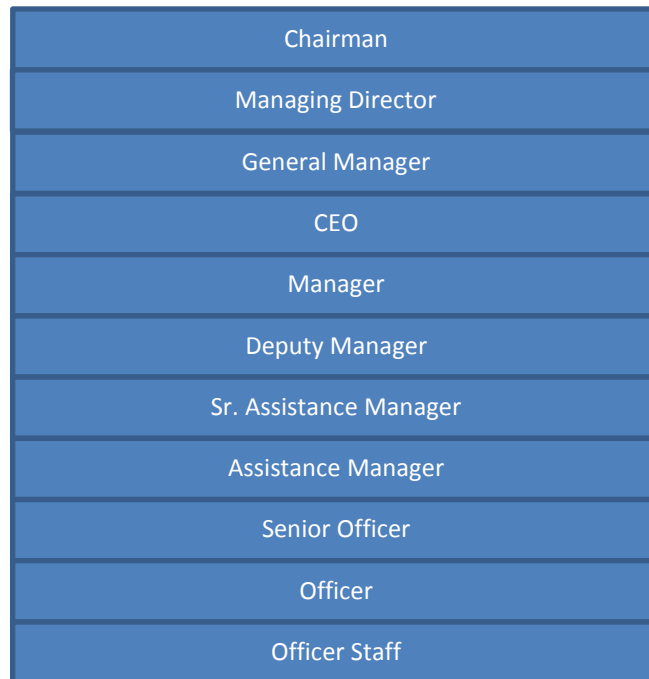 Chairman
Managing Director
General Manager
CEO
Manager
Deputy Manager
Sr. Assistance Manager
Assistance Manager
Senior Officer
Officer
Officer Staff